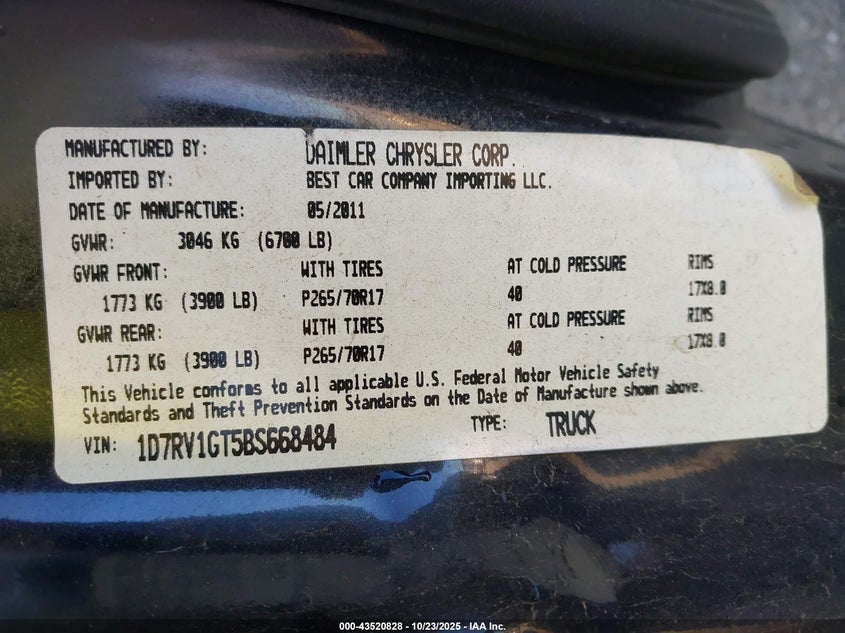 MANUFACTURED BY: DAIMLER CHRYSLER CORP.
IMPORTED BY: BEST CAR COMPANY IMPORTING LLC.
DATE OF MANUFACTURE: 05/2011
GVWR: 3046 KG (6700 LB)
GVWR FRONT: WITH TIRES AT COLD PRESSURE RIMS
1773 KG (3900 LB) P265/70R17 40 17X8.0
GVWR REAR: WITH TIRES AT COLD PRESSURE RIMS
1773 KG (3900 LB) P265/70R17 40 17X8.0
This Vehicle conforms to all applicable U.S. Federal Motor Vehicle Safety
Standards and Theft Prevention Standards on the Date of Manufacture shown above.
VIN: 1D7RV1GT5BS668484 TYPE: TRUCK
000-43520828 - 10/23/2025 - IAA Inc.